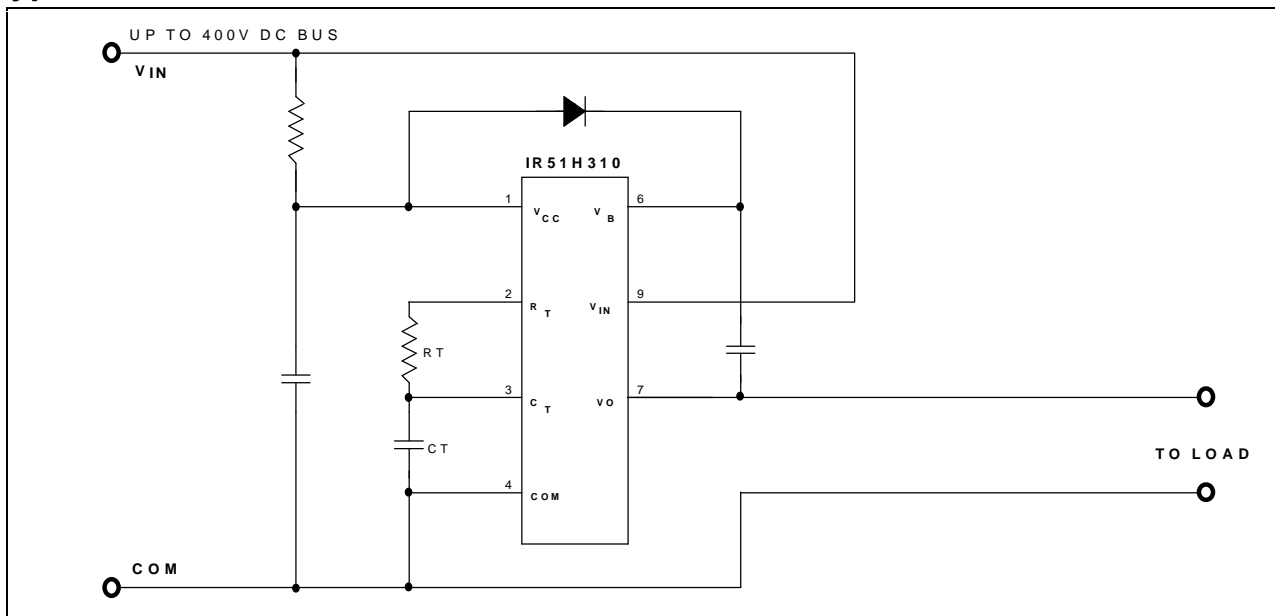 UP TO 400V DC BUS
VIN
IR51H310
1 VCC VB 6
2 RT VIN 9
RT
3 CT VO 7
CT
TO LOAD
4 COM
COM